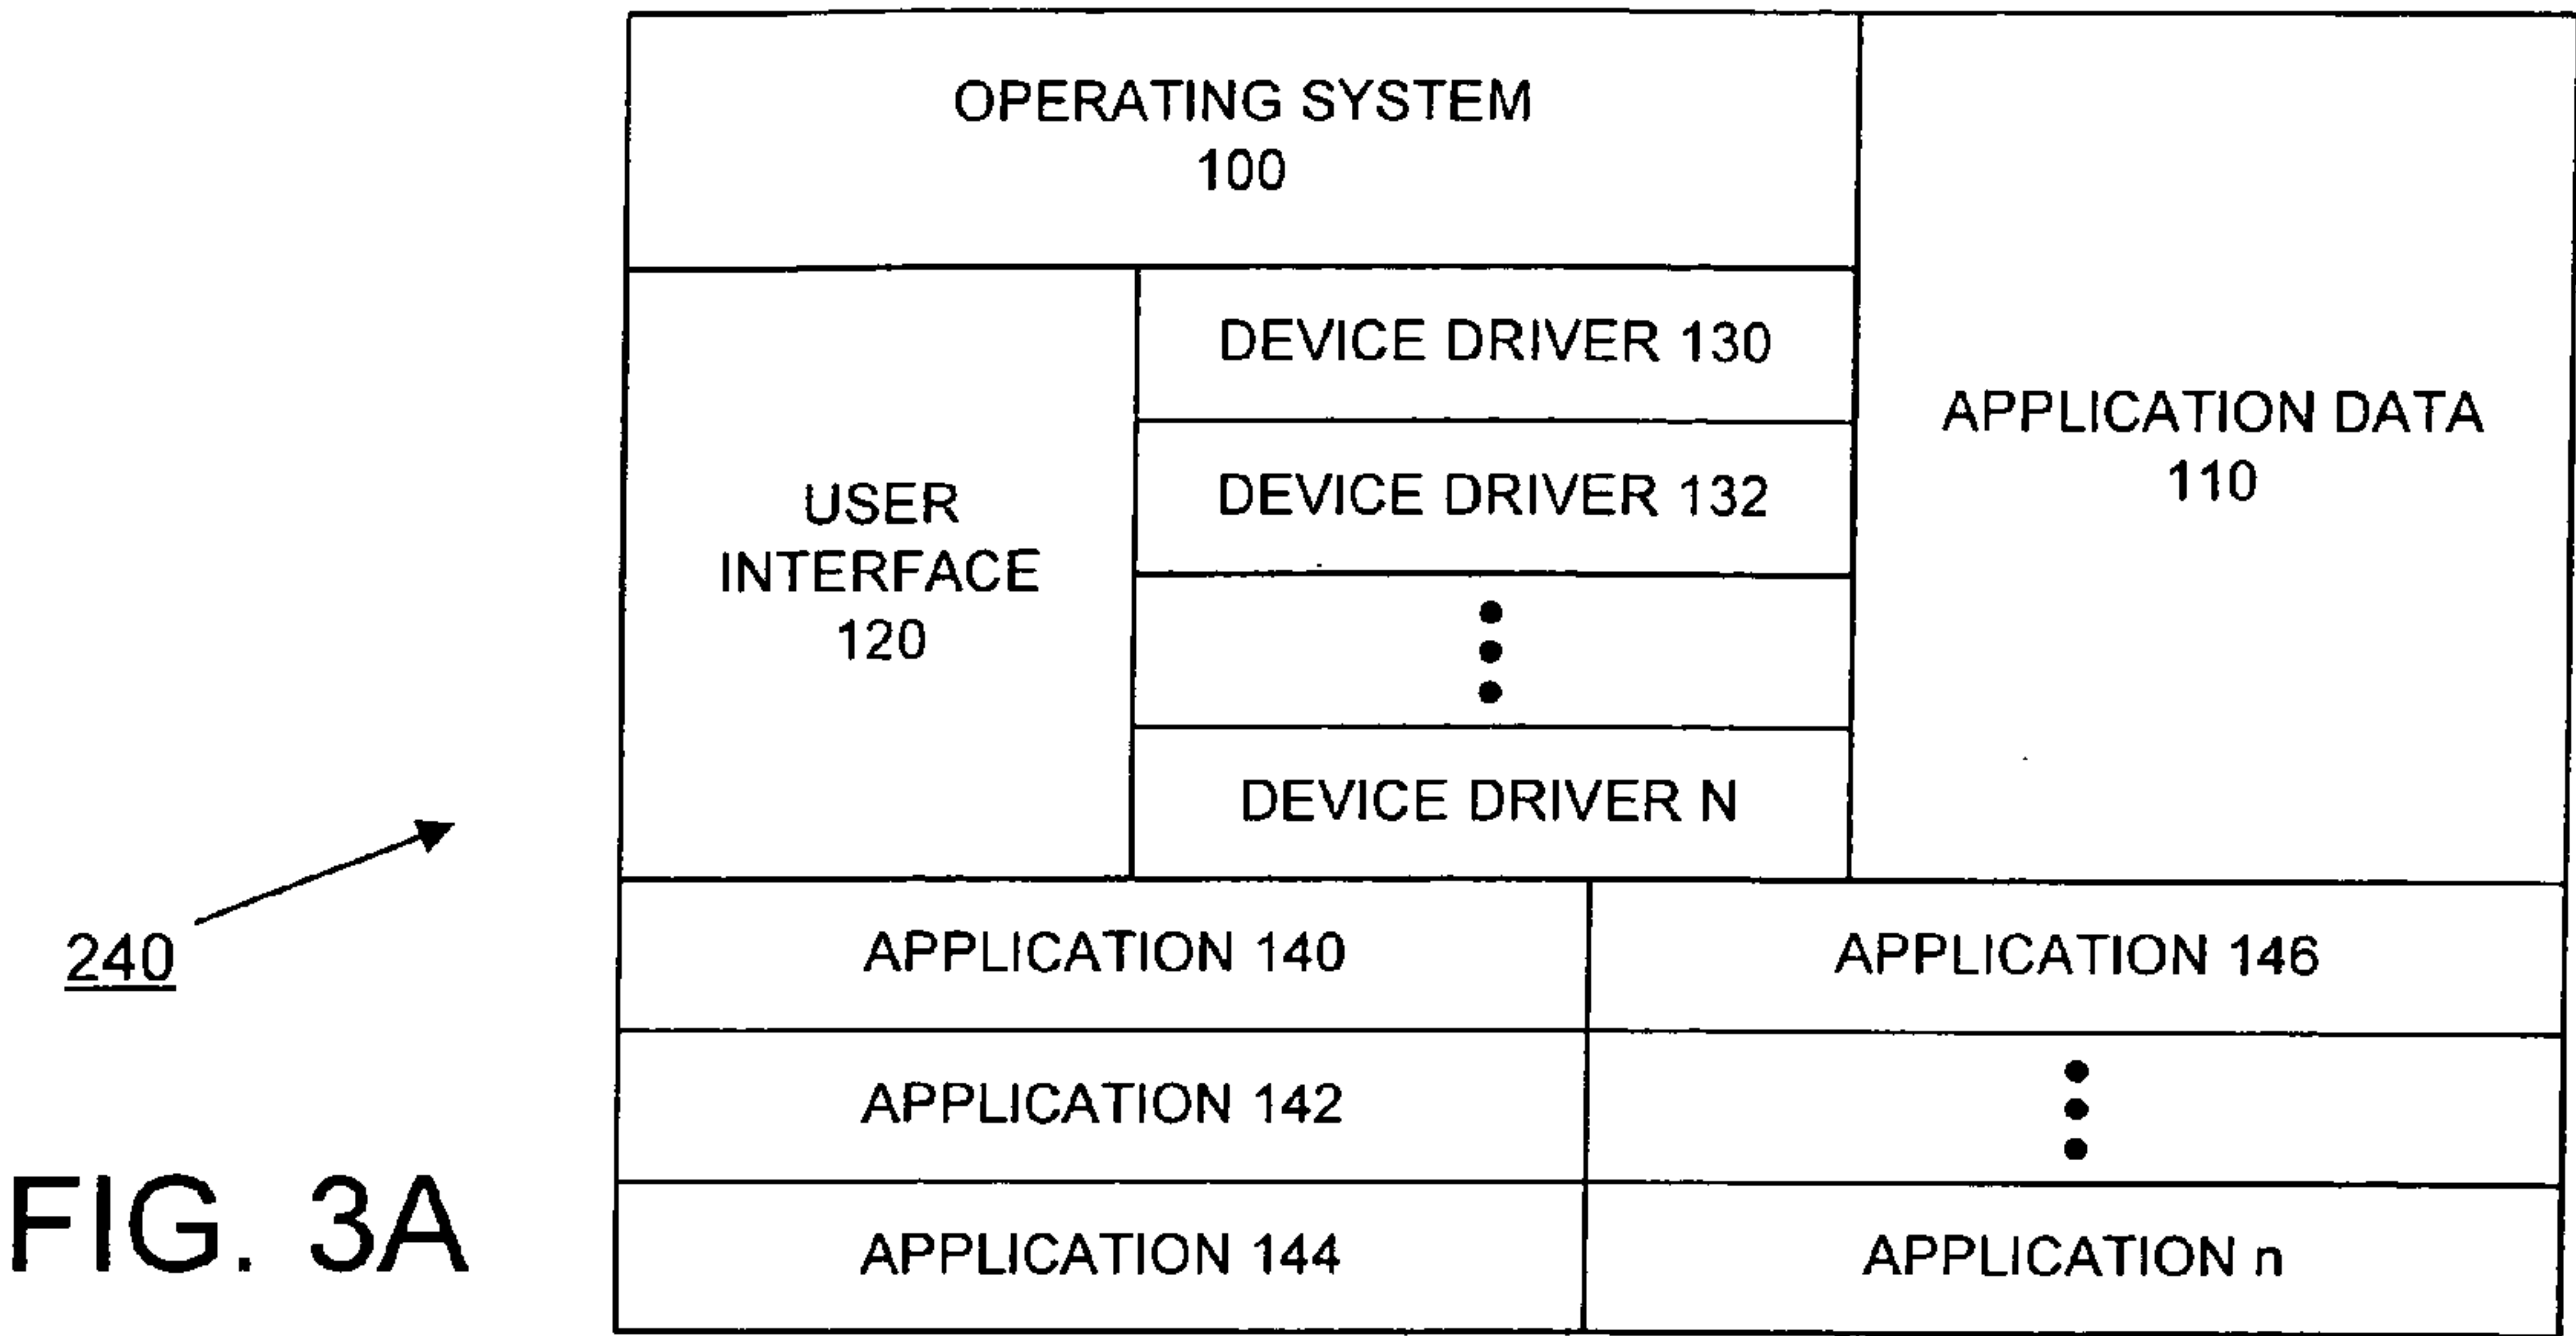 OPERATING SYSTEM
100
APPLICATION DATA
110
USER
INTERFACE
120
DEVICE DRIVER 130
DEVICE DRIVER 132
DEVICE DRIVER N
APPLICATION 140
APPLICATION 146
APPLICATION 142
APPLICATION 144
APPLICATION n
240
FIG. 3A